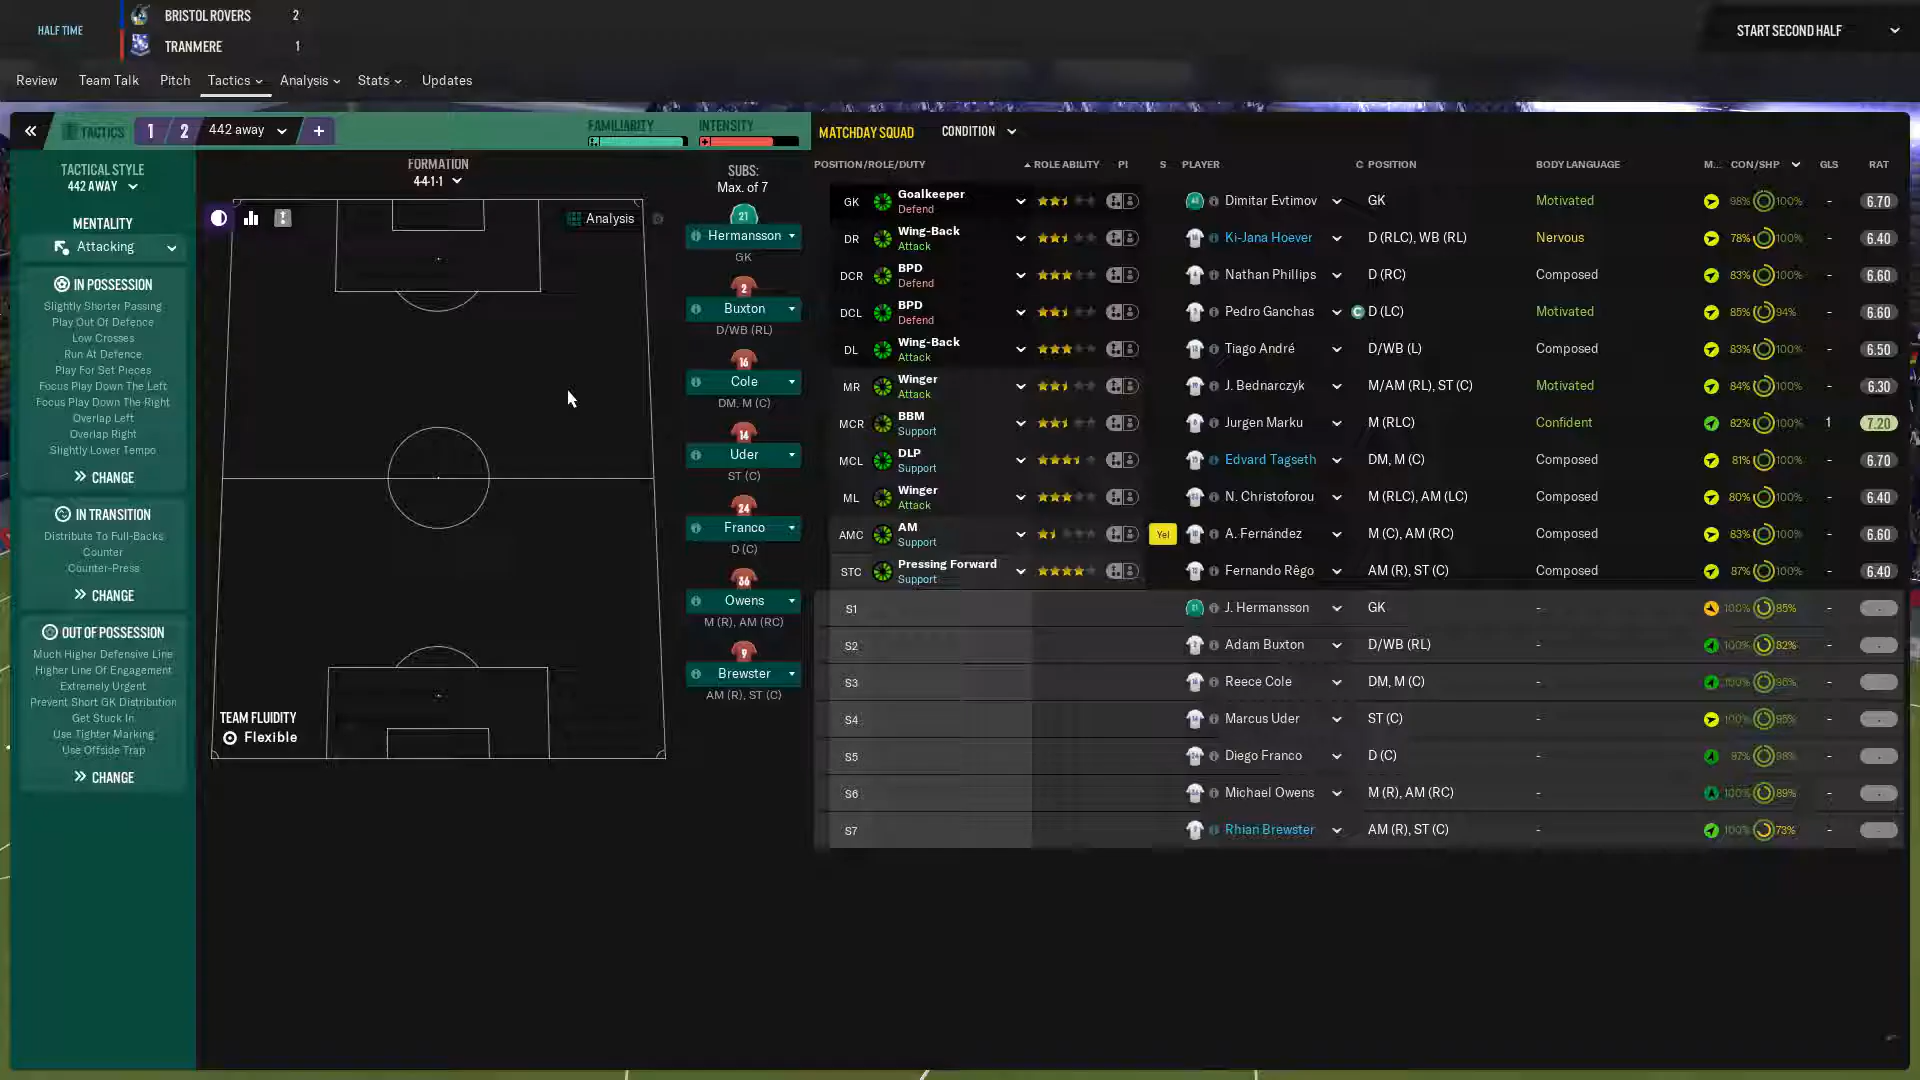 HALF TIME
BRISTOL ROVERS 2
TRANMERE 1
START SECOND HALF
Review Team Talk Pitch Tactics Analysis Stats Updates
TACTICS 1 2 442 away +
FAMILIARITY INTENSITY
MATCHDAY SQUAD CONDITION
TACTICAL STYLE
442 AWAY
MENTALITY
Attacking
IN POSSESSION
Slightly Shorter Passing
Play Out Of Defence
Low Crosses
Run At Defence
Play For Set Pieces
Focus Play Down The Left
Focus Play Down The Right
Overlap Left
Overlap Right
Slightly Lower Tempo
CHANGE
IN TRANSITION
Distribute To Full-Backs
Counter
Counter-Press
CHANGE
OUT OF POSSESSION
Much Higher Defensive Line
Higher Line Of Engagement
Extremely Urgent
Prevent Short GK Distribution
Get Stuck In
Use Tighter Marking
Use Offside Trap
CHANGE
FORMATION
4-4-1-1
Analysis
TEAM FLUIDITY
Flexible
SUBS:
Max. of 7
21
Hermansson
GK
2
Buxton
D/WB (RL)
16
Cole
DM, M (C)
14
Uder
ST (C)
24
Franco
D (C)
36
Owens
M (R), AM (RC)
9
Brewster
AM (R), ST (C)
POSITION/ROLE/DUTY ROLE ABILITY PI S PLAYER C POSITION BODY LANGUAGE M... CON/SHP GLS RAT
GK Goalkeeper Defend Dimitar Evtimov GK Motivated 98% 100% - 6.70
DR Wing-Back Attack Ki-Jana Hoever D (RLC), WB (RL) Nervous 78% 100% - 6.40
DCR BPD Defend Nathan Phillips D (RC) Composed 83% 100% - 6.60
DCL BPD Defend Pedro Ganchas C D (LC) Motivated 85% 94% - 6.60
DL Wing-Back Attack Tiago André D/WB (L) Composed 83% 100% - 6.50
MR Winger Attack J. Bednarczyk M/AM (RL), ST (C) Motivated 84% 100% - 6.30
MCR BBM Support Jurgen Marku M (RLC) Confident 82% 100% 1 7.20
MCL DLP Support Edvard Tagseth DM, M (C) Composed 81% 100% - 6.70
ML Winger Attack N. Christoforou M (RLC), AM (LC) Composed 80% 100% - 6.40
AMC AM Support Yel A. Fernández M (C), AM (RC) Composed 83% 100% - 6.60
STC Pressing Forward Support Fernando Rêgo AM (R), ST (C) Composed 87% 100% - 6.40
S1 J. Hermansson GK - 100% 85% -
S2 Adam Buxton D/WB (RL) - 100% 82% -
S3 Reece Cole DM, M (C) - 100% -
S4 Marcus Uder ST (C) - 100% 95% -
S5 Diego Franco D (C) - 97% 98% -
S6 Michael Owens M (R), AM (RC) - 100% 89% -
S7 Rhian Brewster AM (R), ST (C) - 100% 73% -